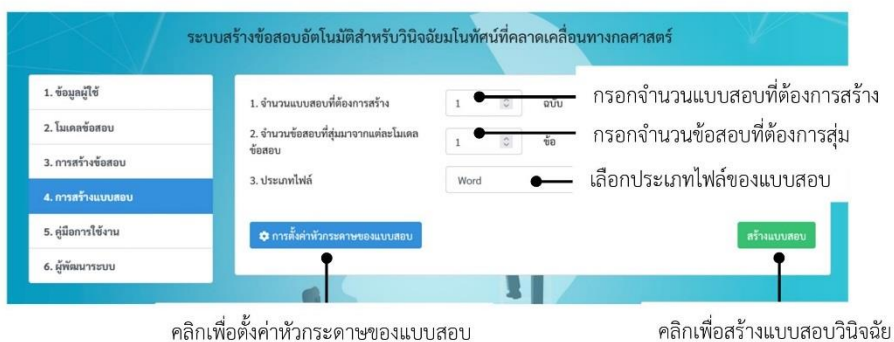 ระบบสร้างข้อสอบอัตโนมัติสำหรับวินิจฉัยมโนทัศน์ที่คลาดเคลื่อนทางกลศาสตร์
1. ข้อมูลผู้ใช้
2. โมเดลข้อสอบ
3. การสร้างข้อสอบ
4. การสร้างแบบสอบ
5. คู่มือการใช้งาน
6. ผู้พัฒนาระบบ
1. จำนวนแบบสอบที่ต้องการสร้าง 1 ฉบับ กรอกจำนวนแบบสอบที่ต้องการสร้าง
2. จำนวนข้อสอบที่สุ่มมาจากแต่ละโมเดล
ข้อสอบ 1 ข้อ กรอกจำนวนข้อสอบที่ต้องการสุ่ม
3. ประเภทไฟล์ Word เลือกประเภทไฟล์ของแบบสอบ
การตั้งค่าหัวกระดาษของแบบสอบ สร้างแบบสอบ
คลิกเพื่อตั้งค่าหัวกระดาษของแบบสอบ คลิกเพื่อสร้างแบบสอบวินิจฉัย